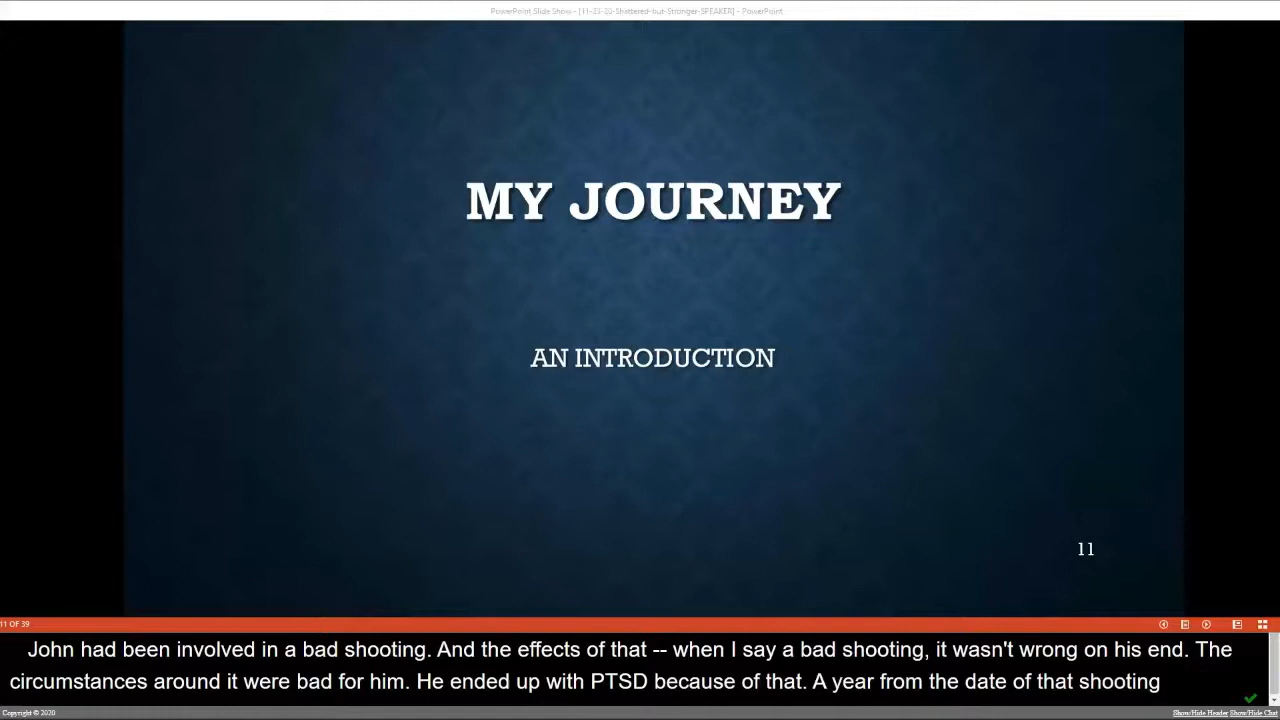 PowerPoint Slide Show - [11-23-20-Shattered-but-Stronger-SPEAKER] - PowerPoint
MY JOURNEY
AN INTRODUCTION
11
11 OF 39
John had been involved in a bad shooting. And the effects of that -- when I say a bad shooting, it wasn't wrong on his end. The
circumstances around it were bad for him. He ended up with PTSD because of that. A year from the date of that shooting
Copyright © 2020
Show/Hide Header Show/Hide Chat